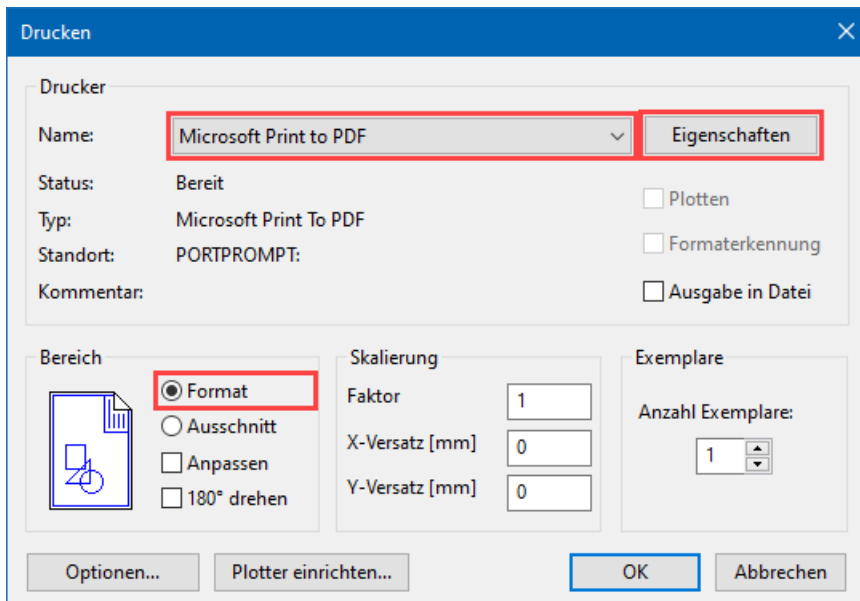 Drucken
Drucker
Name: Microsoft Print to PDF Eigenschaften
Status: Bereit
Plotten
Typ: Microsoft Print To PDF
Formaterkennung
Standort: PORTPROMPT:
Kommentar:
Ausgabe in Datei
Bereich
Format
Ausschnitt
Anpassen
180° drehen
Skalierung
Faktor 1
X-Versatz [mm] 0
Y-Versatz [mm] 0
Exemplare
Anzahl Exemplare:
1
Optionen... Plotter einrichten... OK Abbrechen